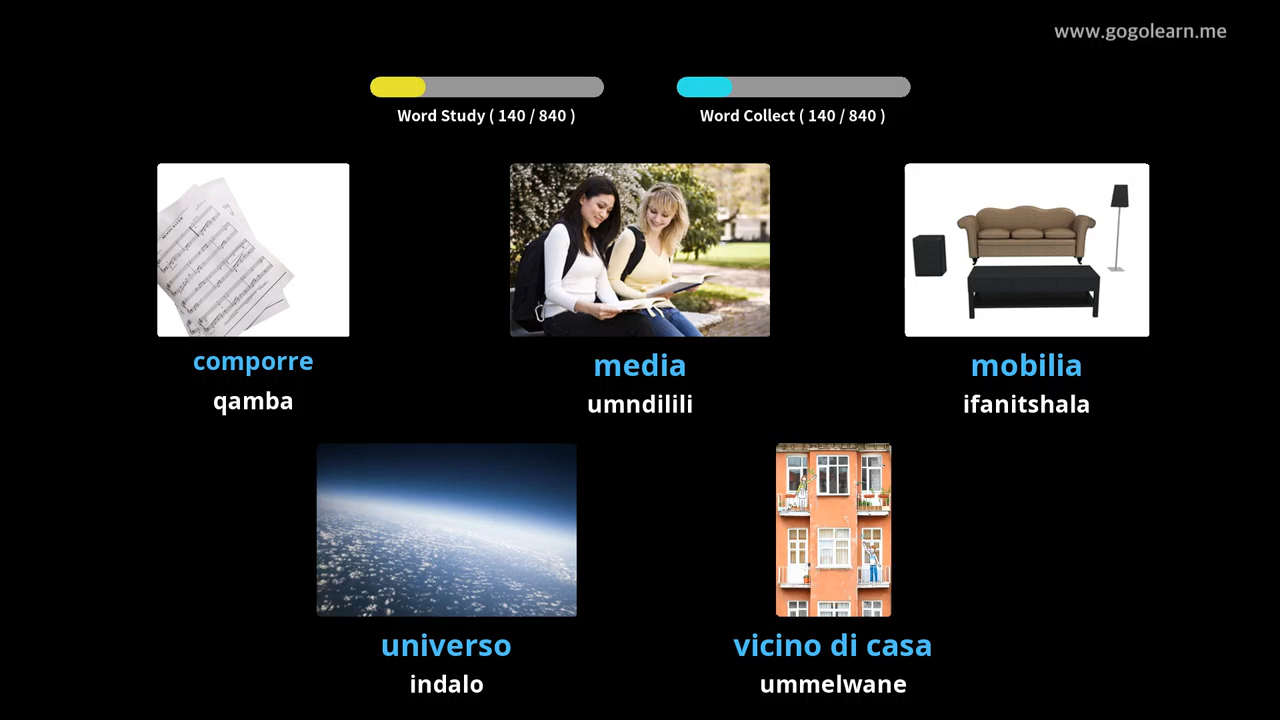 www.gogolearn.me
Word Study ( 140 / 840 )
Word Collect ( 140 / 840 )
comporre
qamba
media
umndilili
mobilia
ifanitshala
universo
indalo
vicino di casa
ummelwane